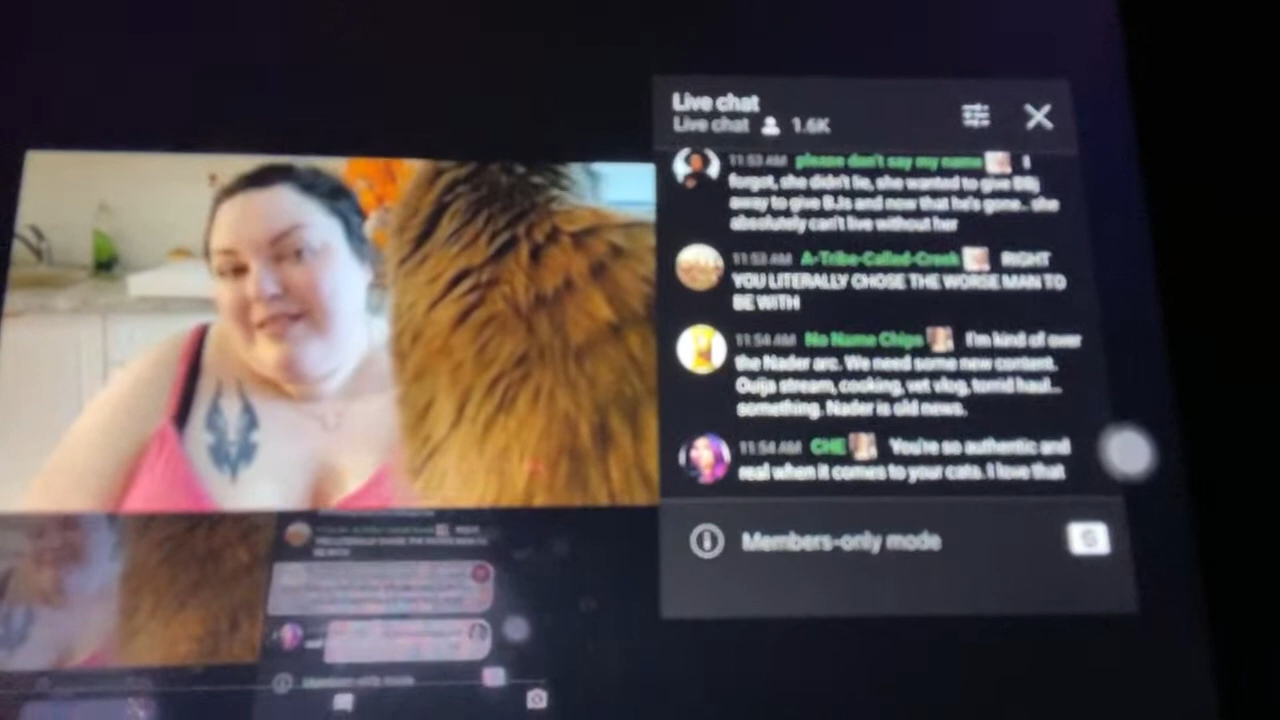 Live chat
Live chat 1.6K
11:53 AM please don't say my name I
forgot, she didn't lie, she wanted to give BBJ
away to give BJs and now that he's gone.. she
absolutely can't live without her
11:53 AM A-Tribe-Called-Creek RIGHT
YOU LITERALLY CHOSE THE WORSE MAN TO
BE WITH
11:54 AM No Name Chips I'm kind of over
the Nader arc. We need some new content.
Ouija stream, cooking, vet vlog, torrid haul...
something. Nader is old news.
11:54 AM CHE You're so authentic and
real when it comes to your cats. I love that
Members-only mode